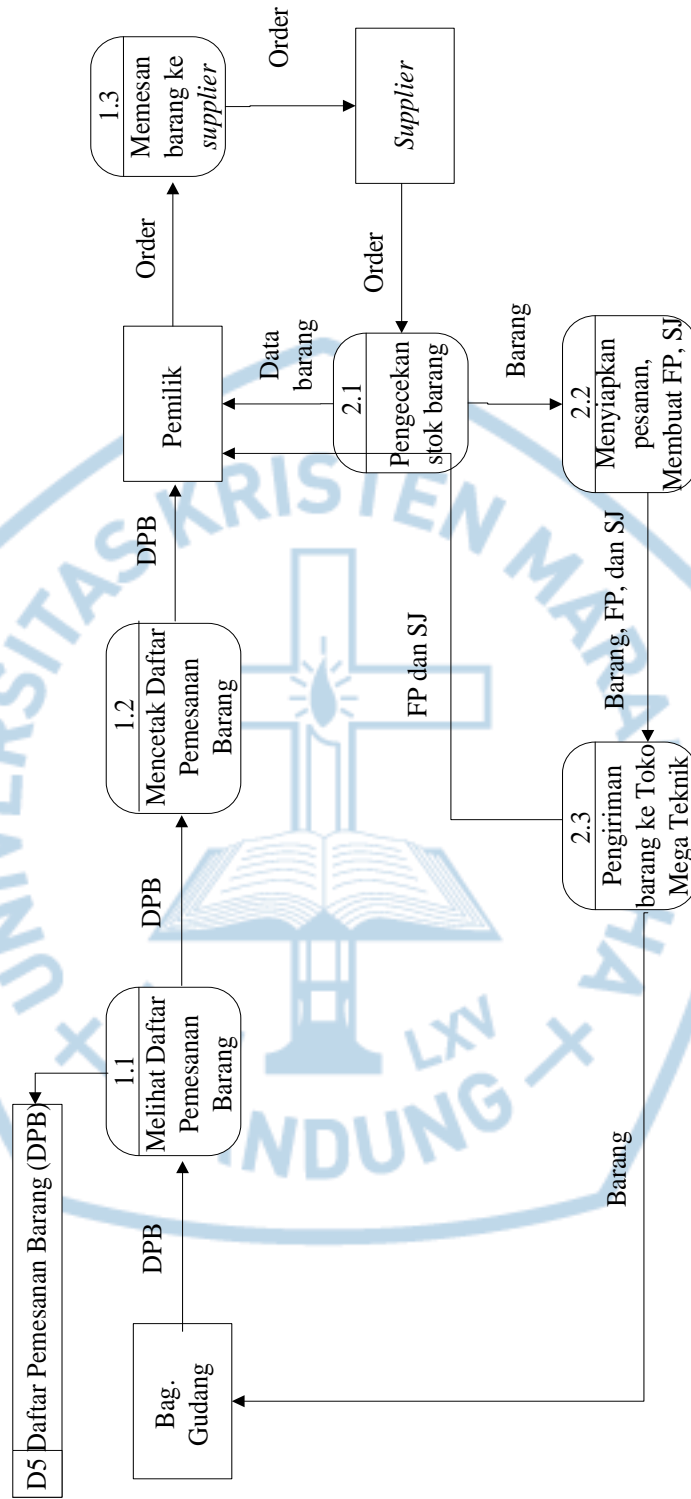 D5 Daftar Pemesanan Barang (DPB)
Bag.
Gudang
DPB
1.1
Melihat Daftar
Pemesanan
Barang
DPB
1.2
Mencetak Daftar
Pemesanan
Barang
DPB
Pemilik
Order
1.3
Memesan
barang ke
supplier
Order
Supplier
Order
2.1
Pengecekan
stok barang
Data
barang
Barang
2.2
Menyiapkan
pesanan,
Membuat FP, SJ
Barang, FP, dan SJ
2.3
Pengiriman
barang ke Toko
Mega Teknik
FP dan SJ
Barang
UNIVERSITAS KRISTEN MARANATHA
BANDUNG
LXV